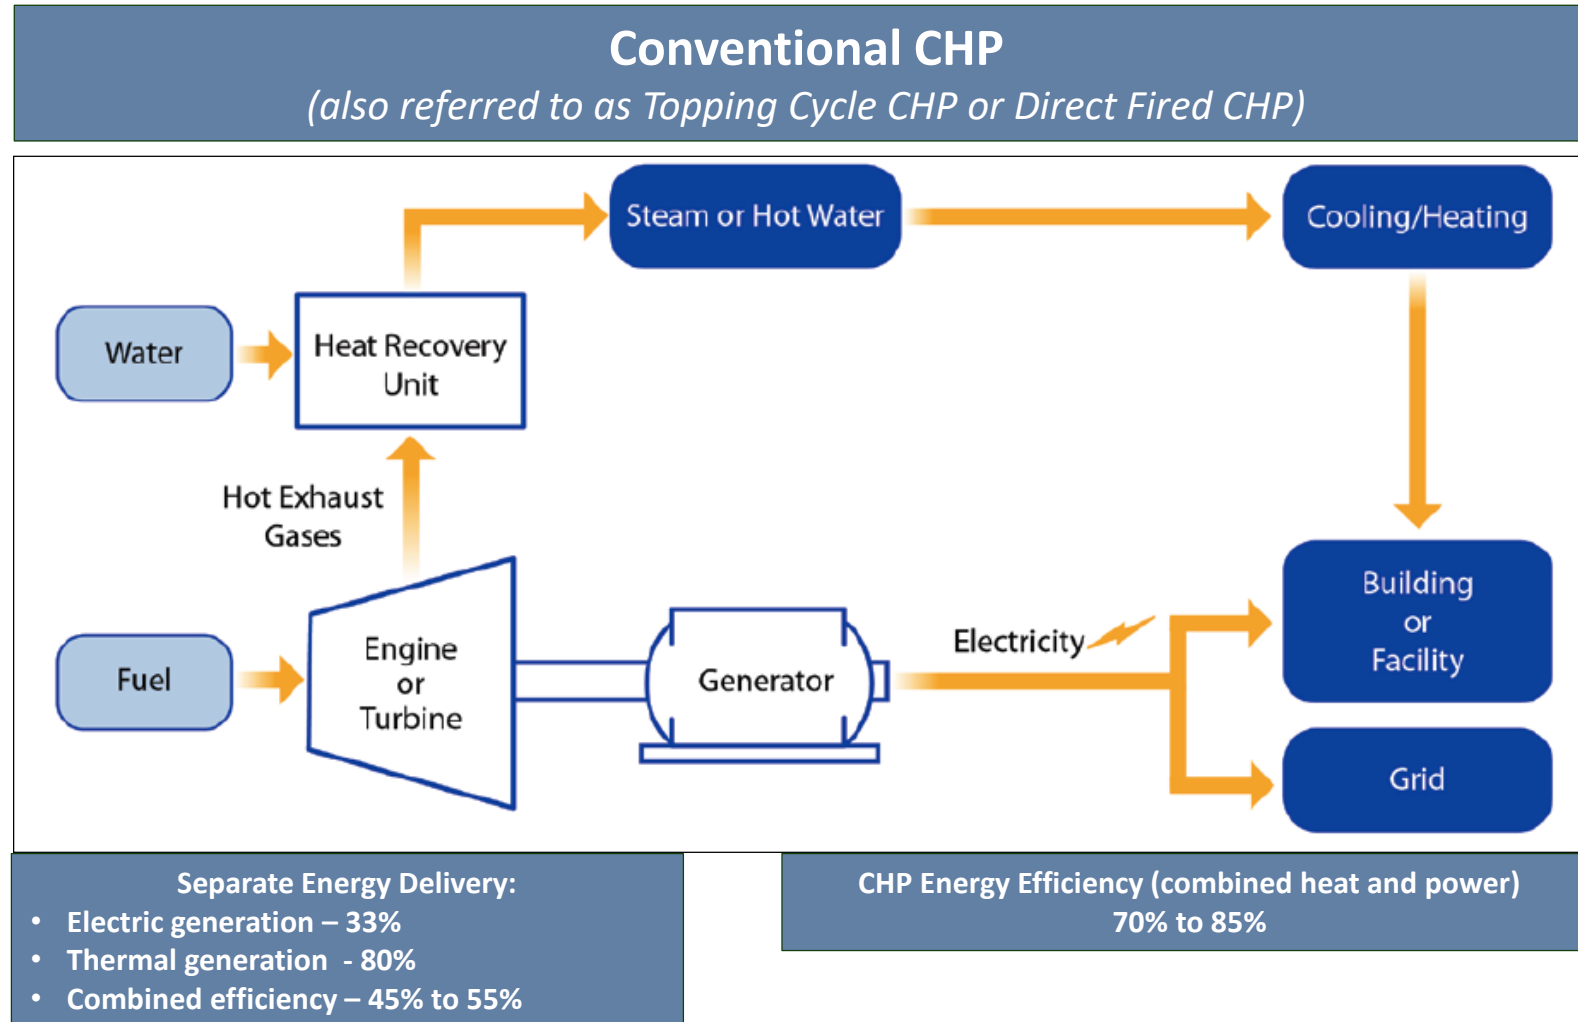 Conventional CHP
(also referred to as Topping Cycle CHP or Direct Fired CHP)
Steam or Hot Water
Cooling/Heating
Water
Heat Recovery
Unit
Hot Exhaust
Gases
Fuel
Engine
or
Turbine
Generator
Electricity
Building
or
Facility
Grid
Separate Energy Delivery:
• Electric generation – 33%
• Thermal generation - 80%
• Combined efficiency – 45% to 55%
CHP Energy Efficiency (combined heat and power)
70% to 85%